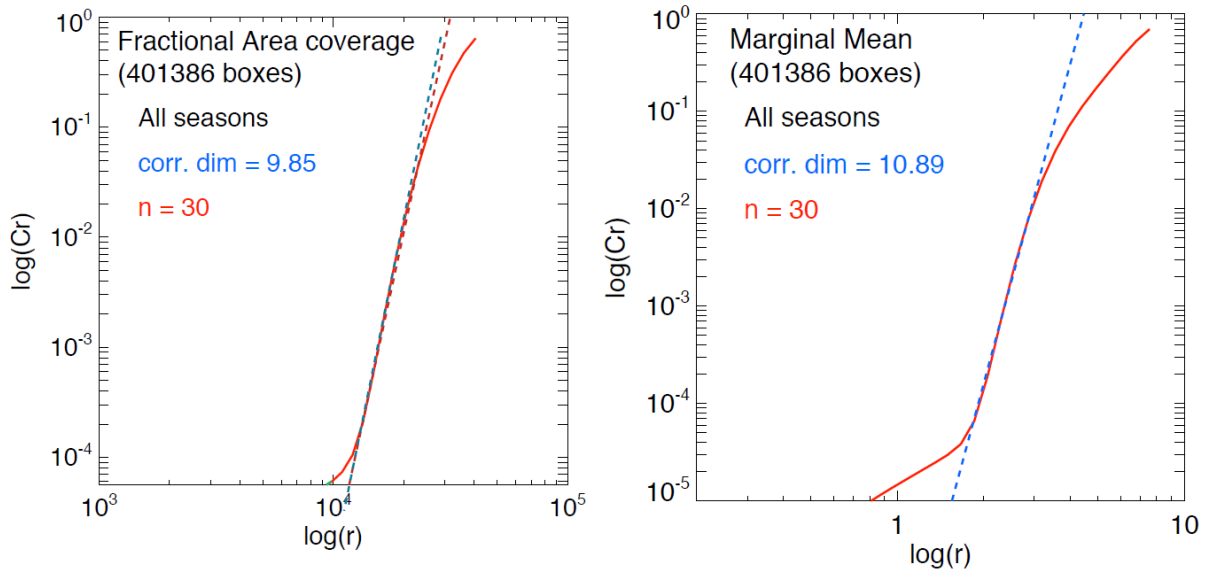 10^0
10^-1
10^-2
10^-3
10^-4
log(Cr)
Fractional Area coverage
(401386 boxes)
All seasons
corr. dim = 9.85
n = 30
10^3
10^4
10^5
log(r)
10^0
10^-1
10^-2
10^-3
10^-4
10^-5
log(Cr)
Marginal Mean
(401386 boxes)
All seasons
corr. dim = 10.89
n = 30
1
10
log(r)